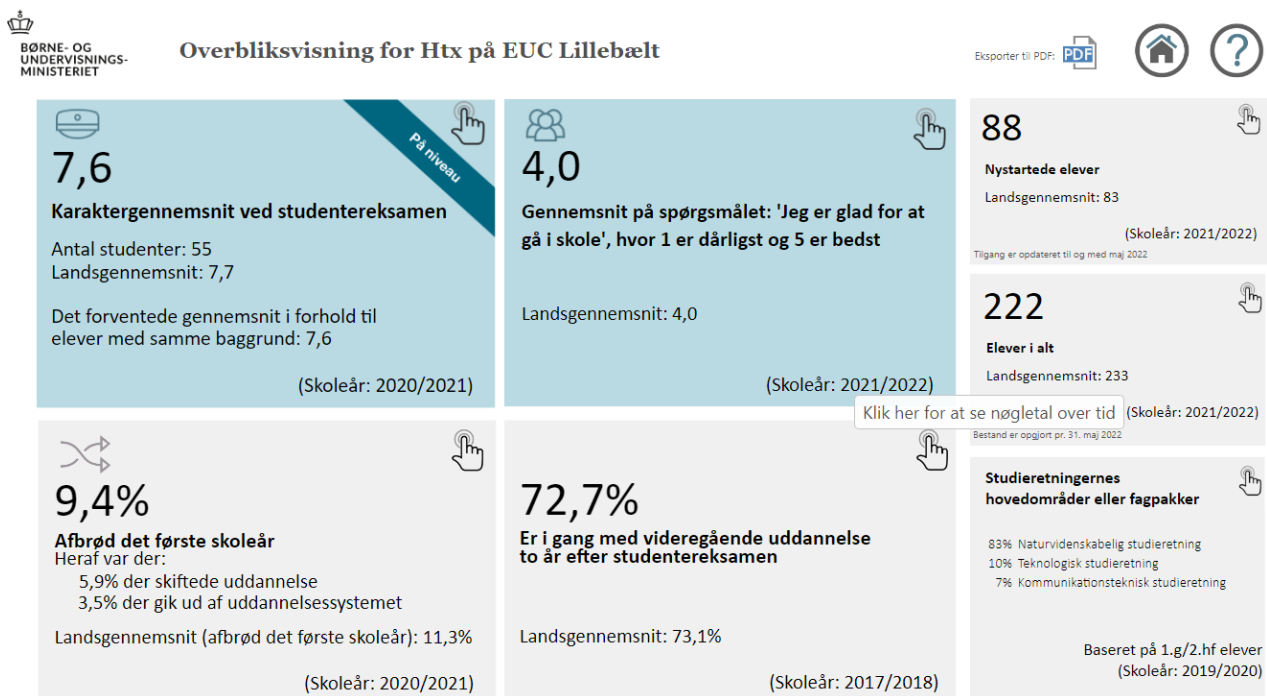 BØRNE- OG
UNDERVISNINGS-
MINISTERIET
Overbliksvisning for Htx på EUC Lillebælt
Eksporter til PDF:
PDF
?
På niveau
7,6
Karaktergennemsnit ved studentereksamen
Antal studenter: 55
Landsgennemsnit: 7,7
Det forventede gennemsnit i forhold til
elever med samme baggrund: 7,6
(Skoleår: 2020/2021)
4,0
Gennemsnit på spørgsmålet: 'Jeg er glad for at
gå i skole', hvor 1 er dårligst og 5 er bedst
Landsgennemsnit: 4,0
(Skoleår: 2021/2022)
88
Nystartede elever
Landsgennemsnit: 83
(Skoleår: 2021/2022)
Tilgang er opdateret til og med maj 2022
222
Elever i alt
Landsgennemsnit: 233
Klik her for at se nøgletal over tid
(Skoleår: 2021/2022)
Bestand er opgjort pr. 31. maj 2022
9,4%
Afbrød det første skoleår
Heraf var der:
5,9% der skiftede uddannelse
3,5% der gik ud af uddannelsessystemet
Landsgennemsnit (afbrød det første skoleår): 11,3%
(Skoleår: 2020/2021)
72,7%
Er i gang med videregående uddannelse
to år efter studentereksamen
Landsgennemsnit: 73,1%
(Skoleår: 2017/2018)
Studieretningernes
hovedområder eller fagpakker
83% Naturvidenskabelig studieretning
10% Teknologisk studieretning
7% Kommunikationsteknisk studieretning
Baseret på 1.g/2.hf elever
(Skoleår: 2019/2020)